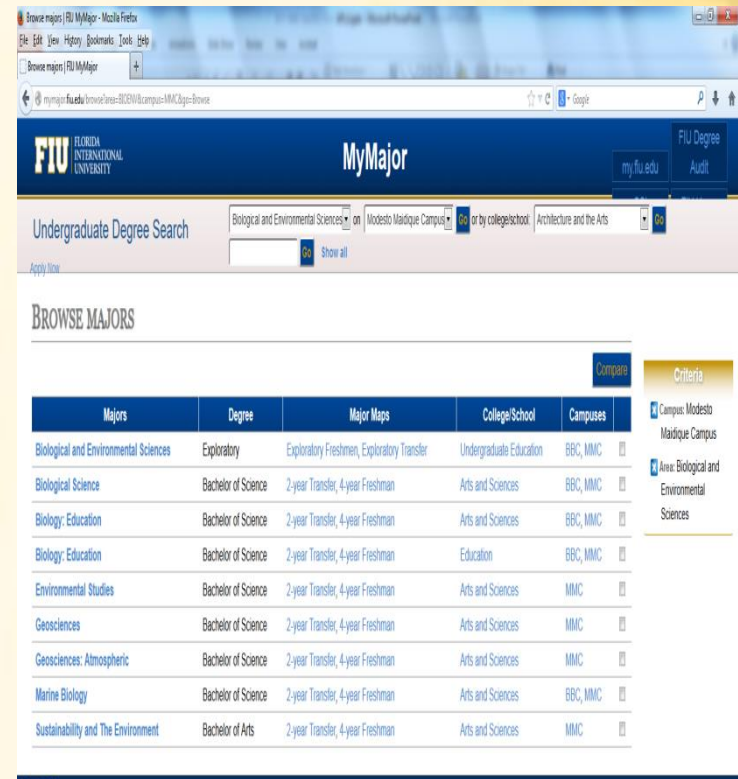 Browse majors | FIU MyMajor - Mozilla Firefox
File Edit View History Bookmarks Tools Help
Browse majors | FIU MyMajor +
mymajor.fiu.edu/browse?area=BIOENV&campus=MMC&go=Browse Google
FIU FLORIDA INTERNATIONAL UNIVERSITY
MyMajor
my.fiu.edu
FIU Degree Audit
Undergraduate Degree Search
Biological and Environmental Sciences on Modesto Maidique Campus Go or by college/school: Architecture and the Arts Go
Go Show all
Apply Now
BROWSE MAJORS
Compare
Majors Degree Major Maps College/School Campuses
Biological and Environmental Sciences Exploratory Exploratory Freshmen, Exploratory Transfer Undergraduate Education BBC, MMC
Biological Science Bachelor of Science 2-year Transfer, 4-year Freshman Arts and Sciences BBC, MMC
Biology: Education Bachelor of Science 2-year Transfer, 4-year Freshman Arts and Sciences BBC, MMC
Biology: Education Bachelor of Science 2-year Transfer, 4-year Freshman Education BBC, MMC
Environmental Studies Bachelor of Science 2-year Transfer, 4-year Freshman Arts and Sciences MMC
Geosciences Bachelor of Science 2-year Transfer, 4-year Freshman Arts and Sciences MMC
Geosciences: Atmospheric Bachelor of Science 2-year Transfer, 4-year Freshman Arts and Sciences MMC
Marine Biology Bachelor of Science 2-year Transfer, 4-year Freshman Arts and Sciences BBC, MMC
Sustainability and The Environment Bachelor of Arts 2-year Transfer, 4-year Freshman Arts and Sciences MMC
Criteria
Campus: Modesto
Maidique Campus
Area: Biological and
Environmental
Sciences